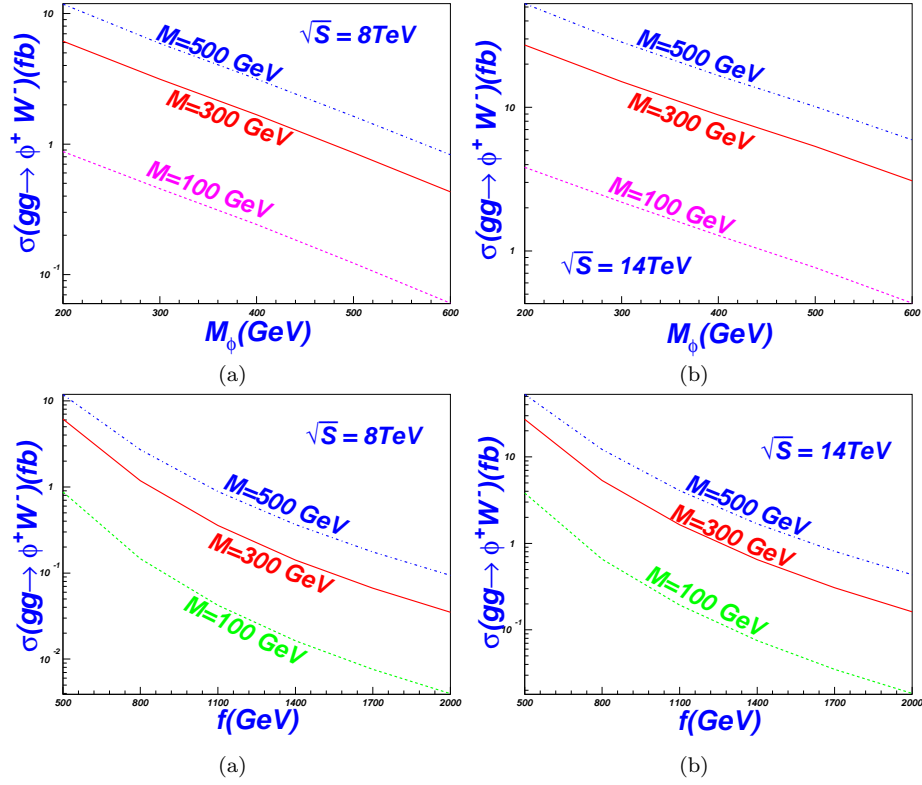 σ(gg→ ϕ⁺ W⁻)(fb)
10
1
10⁻¹
√S = 8TeV
M=500 GeV
M=300 GeV
M=100 GeV
200 300 400 500 600
M_ϕ(GeV)
(a)
σ(gg→ ϕ⁺ W⁻)(fb)
10
1
M=500 GeV
M=300 GeV
M=100 GeV
√S = 14TeV
200 300 400 500 600
M_ϕ(GeV)
(b)
σ(gg→ ϕ⁺W⁻)(fb)
10
1
10⁻¹
10⁻²
√S = 8TeV
M=500 GeV
M=300 GeV
M=100 GeV
500 800 1100 1400 1700 2000
f(GeV)
(a)
σ(gg→ ϕ⁺W⁻)(fb)
10
1
10⁻¹
√S = 14TeV
M=500 GeV
M=300 GeV
M=100 GeV
500 800 1100 1400 1700 2000
f(GeV)
(b)